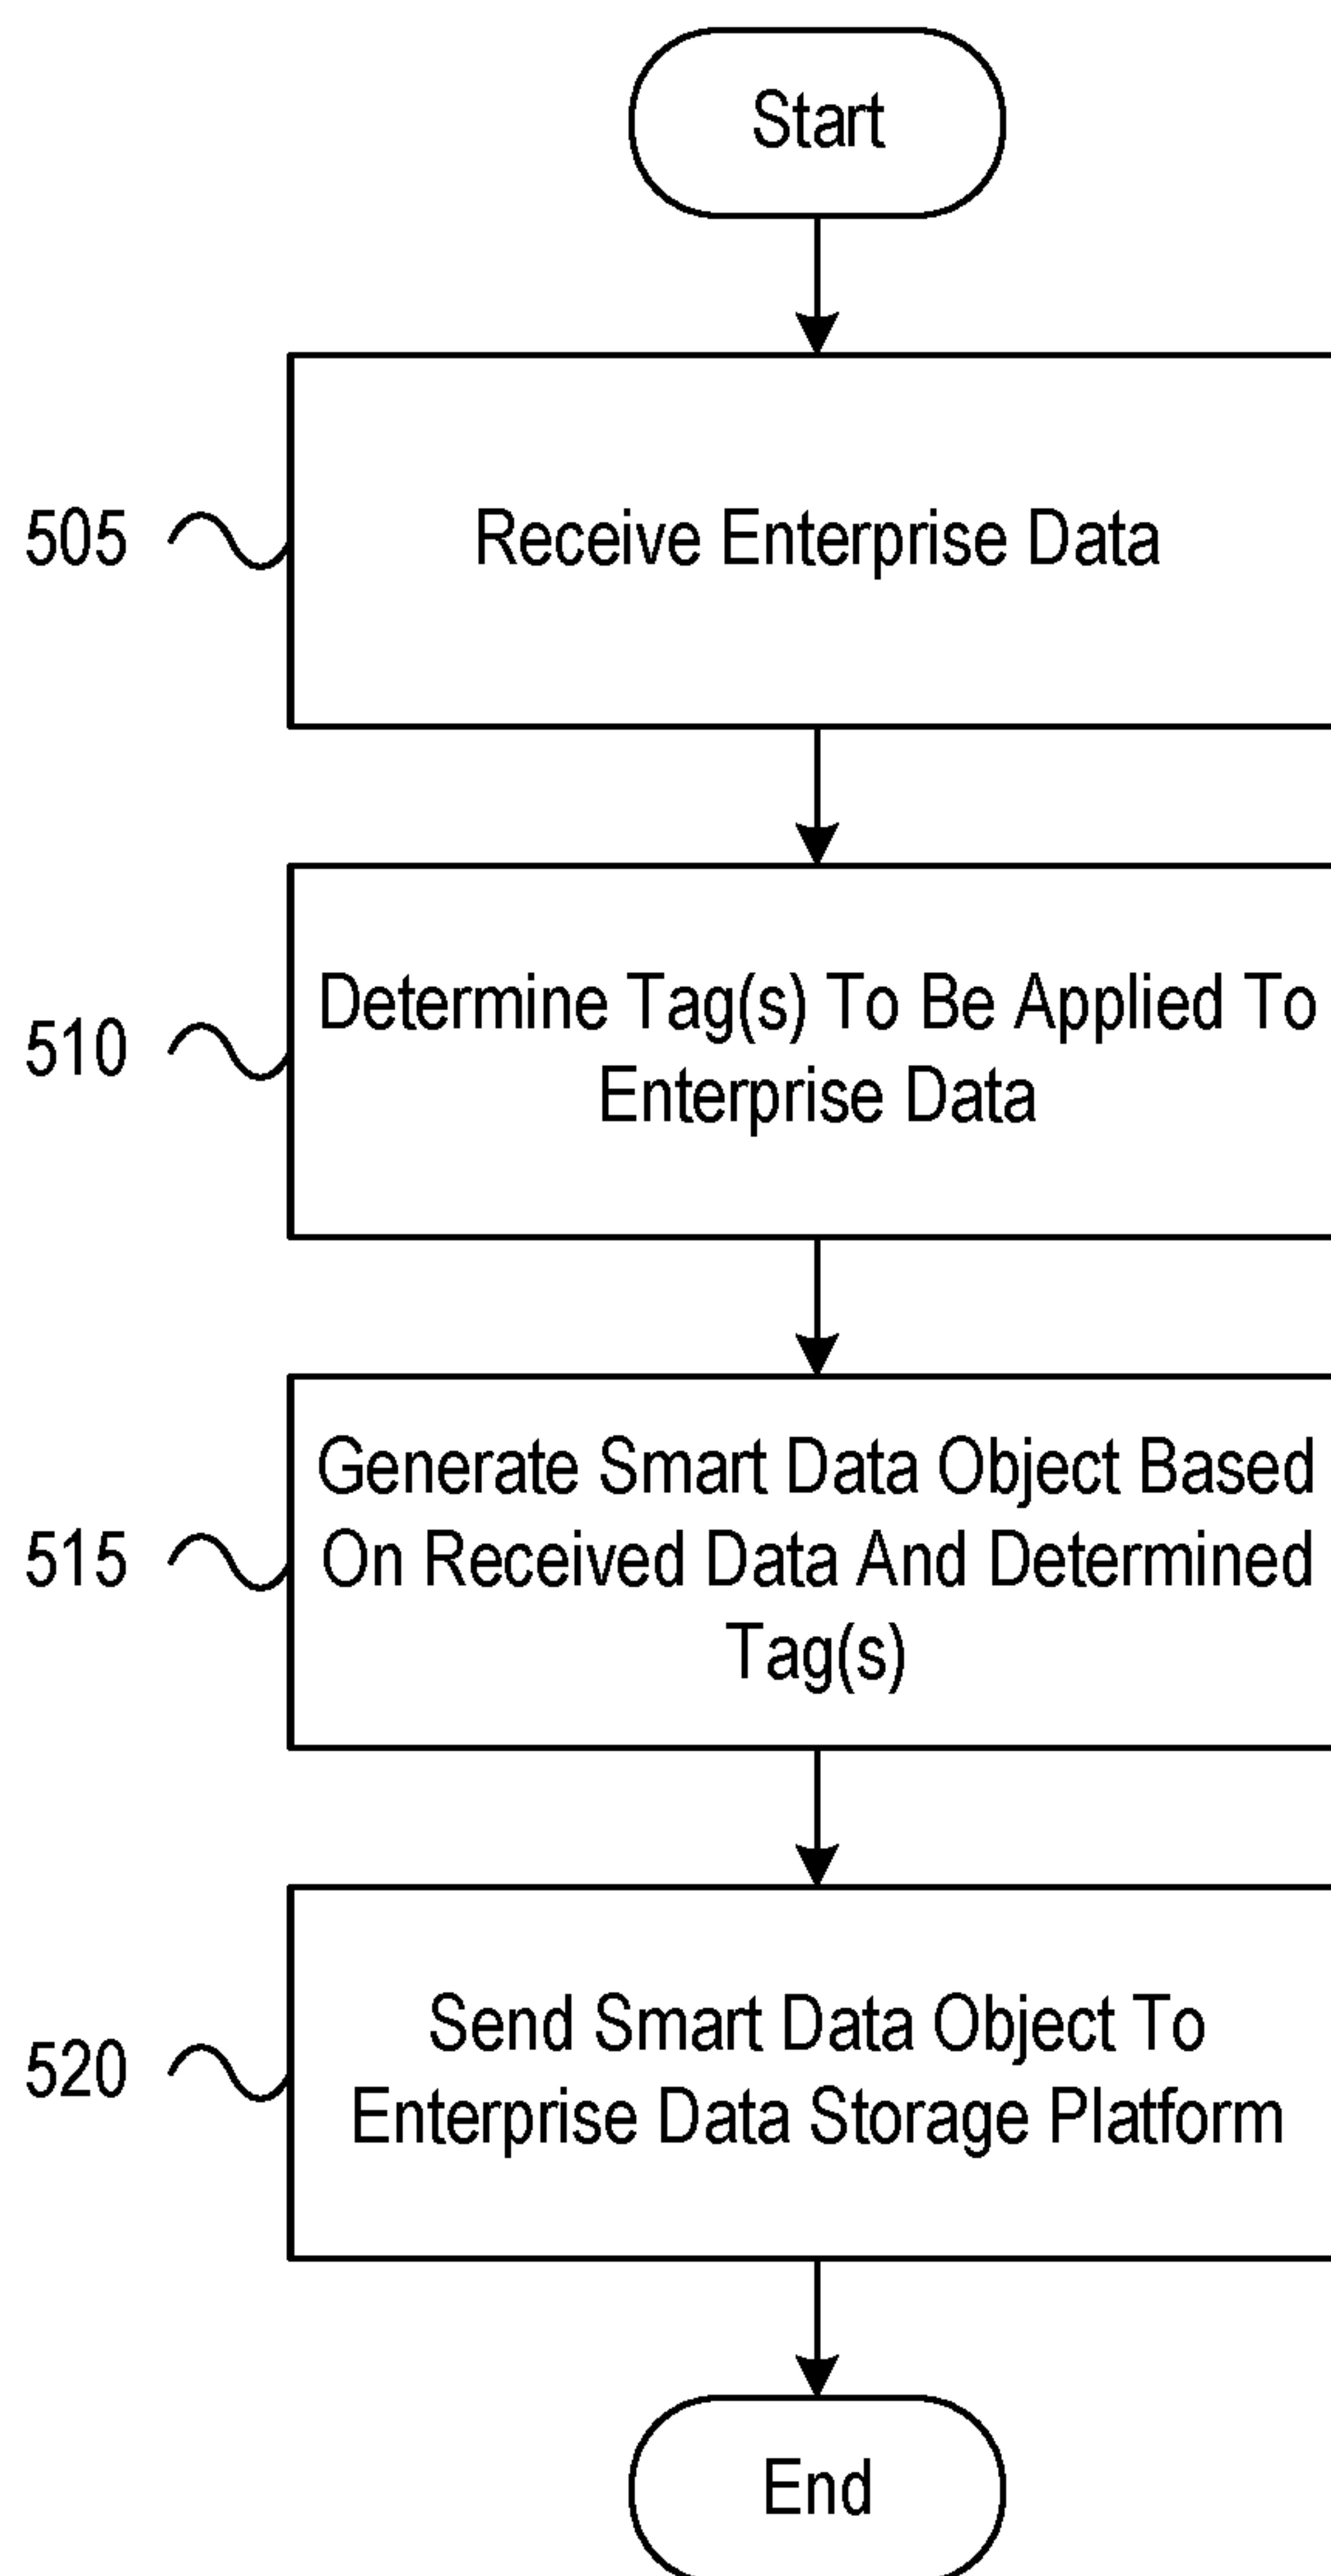 Start
505
Receive Enterprise Data
510
Determine Tag(s) To Be Applied To
Enterprise Data
515
Generate Smart Data Object Based
On Received Data And Determined
Tag(s)
520
Send Smart Data Object To
Enterprise Data Storage Platform
End